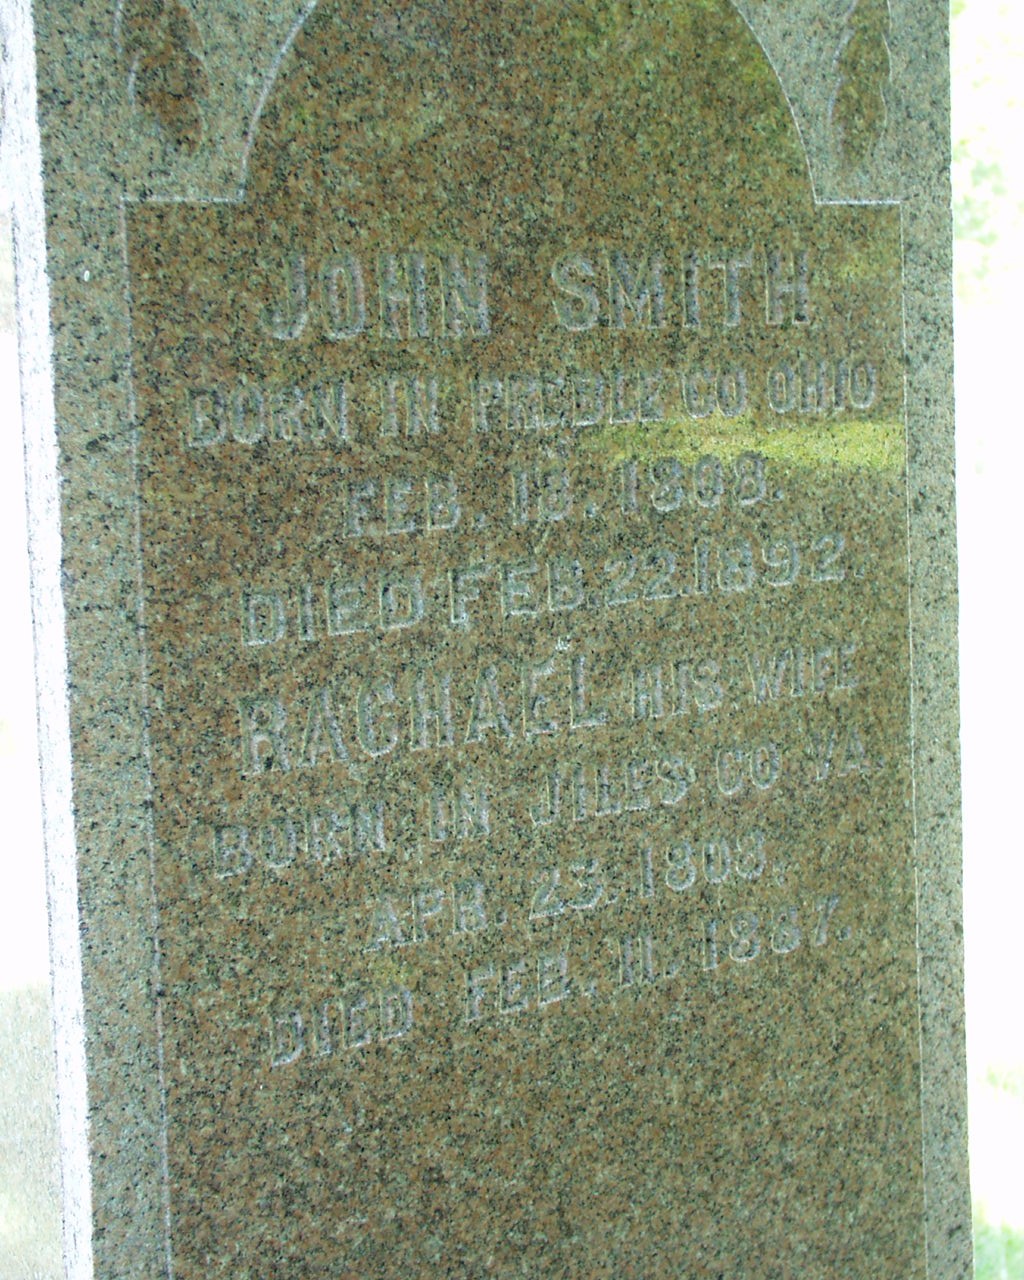 JOHN SMITH
BORN IN PREBLE CO OHIO
FEB. 18. 1808.
DIED FEB. 22. 1892.
RACHAEL HIS WIFE
BORN IN JILES CO VA.
APR. 23. 1808.
DIED FEB. 11. 1887.